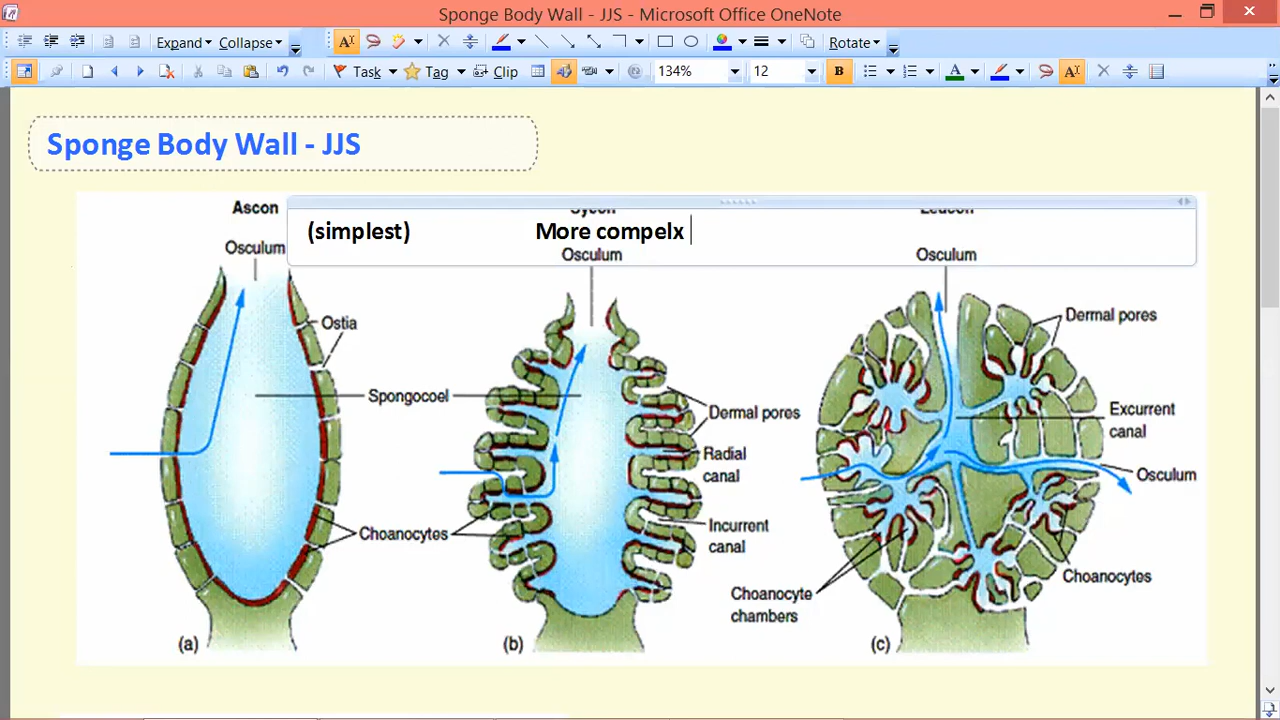 Sponge Body Wall - JJS - Microsoft Office OneNote
Expand Collapse Rotate
Task Tag Clip 134% 12 B A
Sponge Body Wall - JJS
Ascon Sycon Leucon
(simplest) More compelx
Osculum Osculum Osculum
Ostia
Dermal pores
Spongocoel
Dermal pores
Excurrent
canal
Radial
canal
Osculum
Choanocytes
Incurrent
canal
Choanocytes
Choanocyte
chambers
(a) (b) (c)